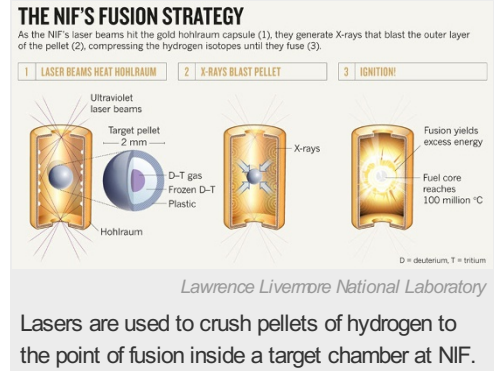 THE NIF'S FUSION STRATEGY
As the NIF's laser beams hit the gold hohlraum capsule (1), they generate X-rays that blast the outer layer
of the pellet (2), compressing the hydrogen isotopes until they fuse (3).
1 LASER BEAMS HEAT HOHLRAUM
2 X-RAYS BLAST PELLET
3 IGNITION!
Ultraviolet
laser beams
Target pellet
2 mm
D–T gas
Frozen D–T
Plastic
Hohlraum
X-rays
Fusion yields
excess energy
Fuel core
reaches
100 million °C
D = deuterium, T = tritium
Lawrence Livermore National Laboratory
Lasers are used to crush pellets of hydrogen to
the point of fusion inside a target chamber at NIF.